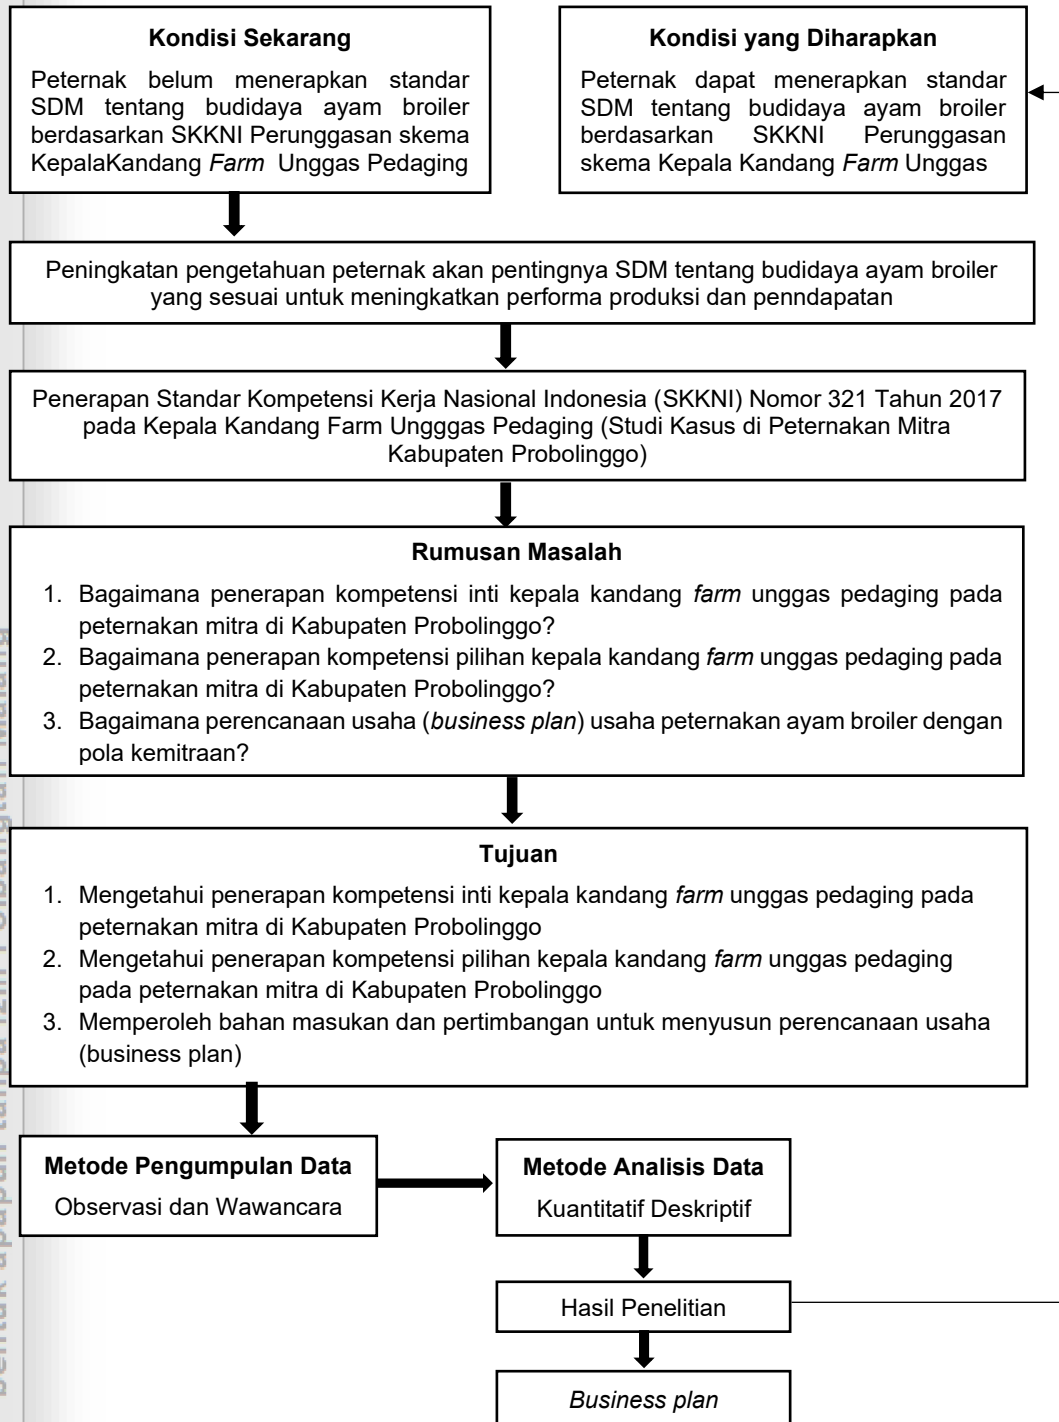 Kondisi Sekarang
Peternak belum menerapkan standar
SDM tentang budidaya ayam broiler
berdasarkan SKKNI Perunggasan skema
KepalaKandang Farm Unggas Pedaging
Kondisi yang Diharapkan
Peternak dapat menerapkan standar
SDM tentang budidaya ayam broiler
berdasarkan SKKNI Perunggasan
skema Kepala Kandang Farm Unggas
Peningkatan pengetahuan peternak akan pentingnya SDM tentang budidaya ayam broiler
yang sesuai untuk meningkatkan performa produksi dan penndapatan
Penerapan Standar Kompetensi Kerja Nasional Indonesia (SKKNI) Nomor 321 Tahun 2017
pada Kepala Kandang Farm Ungggas Pedaging (Studi Kasus di Peternakan Mitra
Kabupaten Probolinggo)
Rumusan Masalah
1. Bagaimana penerapan kompetensi inti kepala kandang farm unggas pedaging pada
peternakan mitra di Kabupaten Probolinggo?
2. Bagaimana penerapan kompetensi pilihan kepala kandang farm unggas pedaging pada
peternakan mitra di Kabupaten Probolinggo?
3. Bagaimana perencanaan usaha (business plan) usaha peternakan ayam broiler dengan
pola kemitraan?
Tujuan
1. Mengetahui penerapan kompetensi inti kepala kandang farm unggas pedaging pada
peternakan mitra di Kabupaten Probolinggo
2. Mengetahui penerapan kompetensi pilihan kepala kandang farm unggas pedaging
pada peternakan mitra di Kabupaten Probolinggo
3. Memperoleh bahan masukan dan pertimbangan untuk menyusun perencanaan usaha
(business plan)
Metode Pengumpulan Data
Observasi dan Wawancara
Metode Analisis Data
Kuantitatif Deskriptif
Hasil Penelitian
Business plan